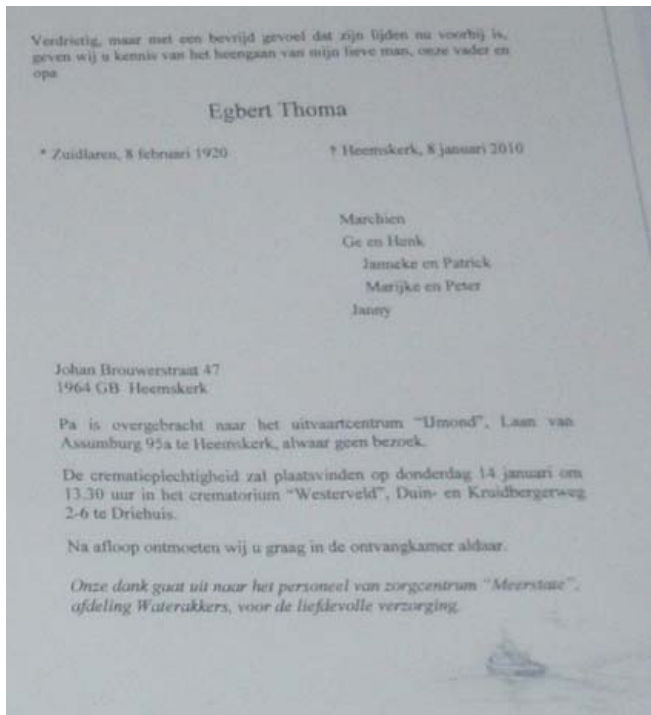 Verdrietig, maar met een bevrijd gevoel dat zijn lijden nu voorbij is,
geven wij u kennis van het heengaan van mijn lieve man, onze vader en
opa
Egbert Thoma
* Zuidlaren, 8 februari 1920 † Heemskerk, 8 januari 2010
Marchien
Ge en Henk
Janneke en Patrick
Marijke en Peter
Janny
Johan Brouwerstraat 47
1964 GB Heemskerk
Pa is overgebracht naar het uitvaartcentrum "IJmond", Laan van
Assumburg 95a te Heemskerk, alwaar geen bezoek.
De crematieplechtigheid zal plaatsvinden op donderdag 14 januari om
13.30 uur in het crematorium "Westerveld", Duin- en Kruidbergerweg
2-6 te Driehuis.
Na afloop ontmoeten wij u graag in de ontvangkamer aldaar.
Onze dank gaat uit naar het personeel van zorgcentrum "Meerstate",
afdeling Waterakkers, voor de liefdevolle verzorging.